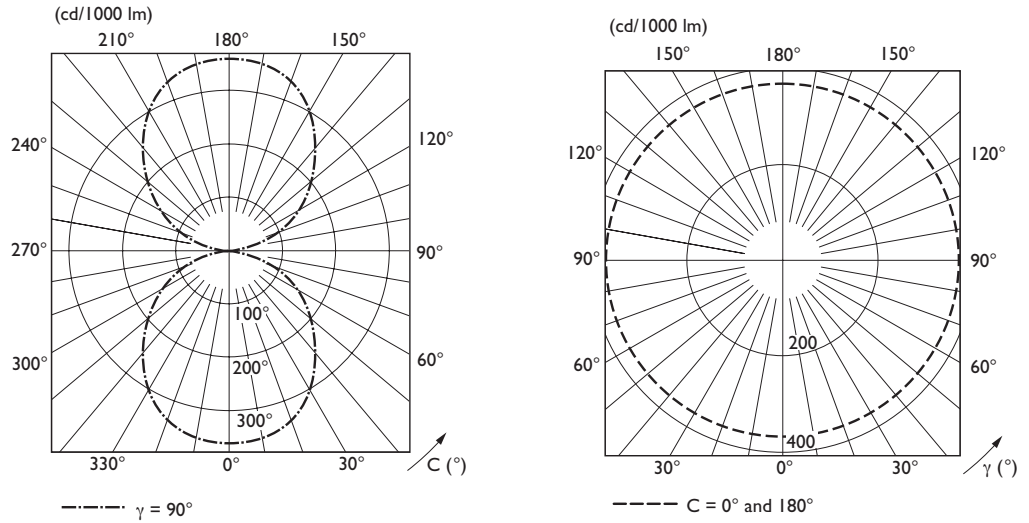 (cd/1000 lm)
210° 180° 150°
240° 120°
270° 90°
100°
300° 200° 60°
300°
330° 0° 30° C (°)
γ = 90°
(cd/1000 lm)
150° 180° 150°
120° 120°
90° 90°
200
60° 60°
400
30° 0° 30° γ (°)
C = 0° and 180°